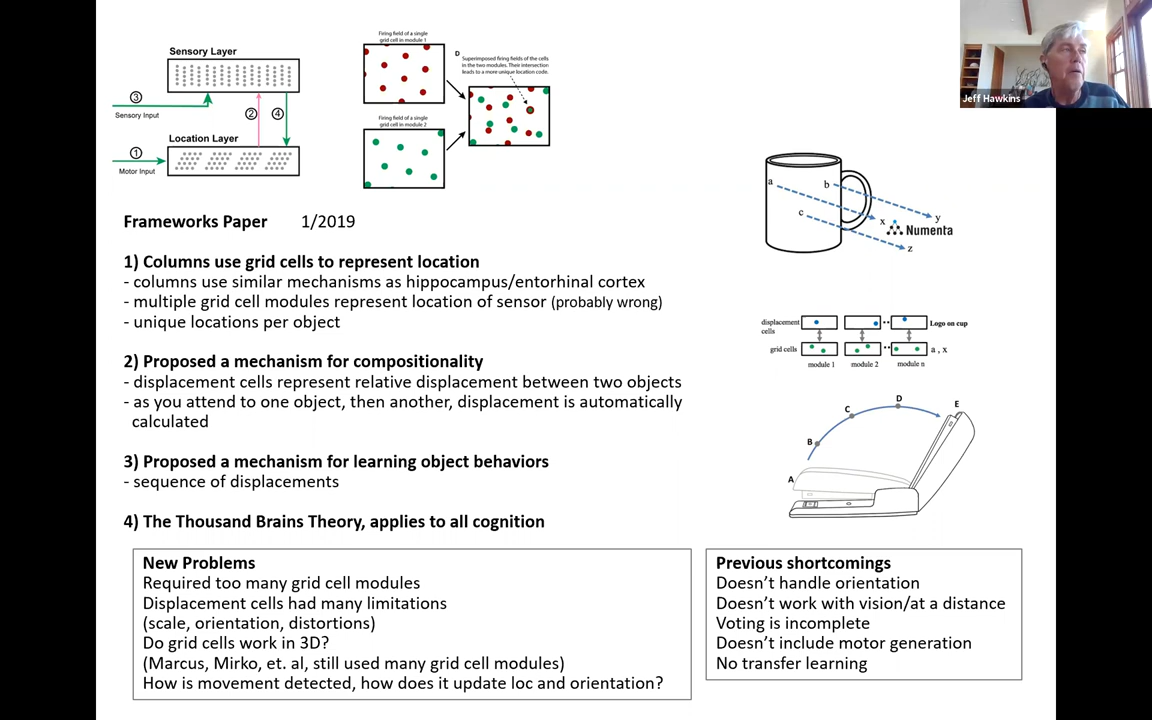 Firing field of a single
grid cell in module 1
Sensory Layer
D
Superimposed firing fields of the cells
in the two modules. Their intersection
leads to a more unique location code.
3
Sensory Input
2
4
Jeff Hawkins
Firing field of a single
grid cell in module 2
Location Layer
1
Motor Input
a
b
c
x
y
z
Numenta
Frameworks Paper 1/2019
1) Columns use grid cells to represent location
- columns use similar mechanisms as hippocampus/entorhinal cortex
- multiple grid cell modules represent location of sensor (probably wrong)
- unique locations per object
displacement
cells
Logo on cup
grid cells
a , x
module 1
module 2
module n
2) Proposed a mechanism for compositionality
- displacement cells represent relative displacement between two objects
- as you attend to one object, then another, displacement is automatically
calculated
A
B
C
D
E
3) Proposed a mechanism for learning object behaviors
- sequence of displacements
4) The Thousand Brains Theory, applies to all cognition
New Problems
Required too many grid cell modules
Displacement cells had many limitations
(scale, orientation, distortions)
Do grid cells work in 3D?
(Marcus, Mirko, et. al, still used many grid cell modules)
How is movement detected, how does it update loc and orientation?
Previous shortcomings
Doesn't handle orientation
Doesn't work with vision/at a distance
Voting is incomplete
Doesn't include motor generation
No transfer learning